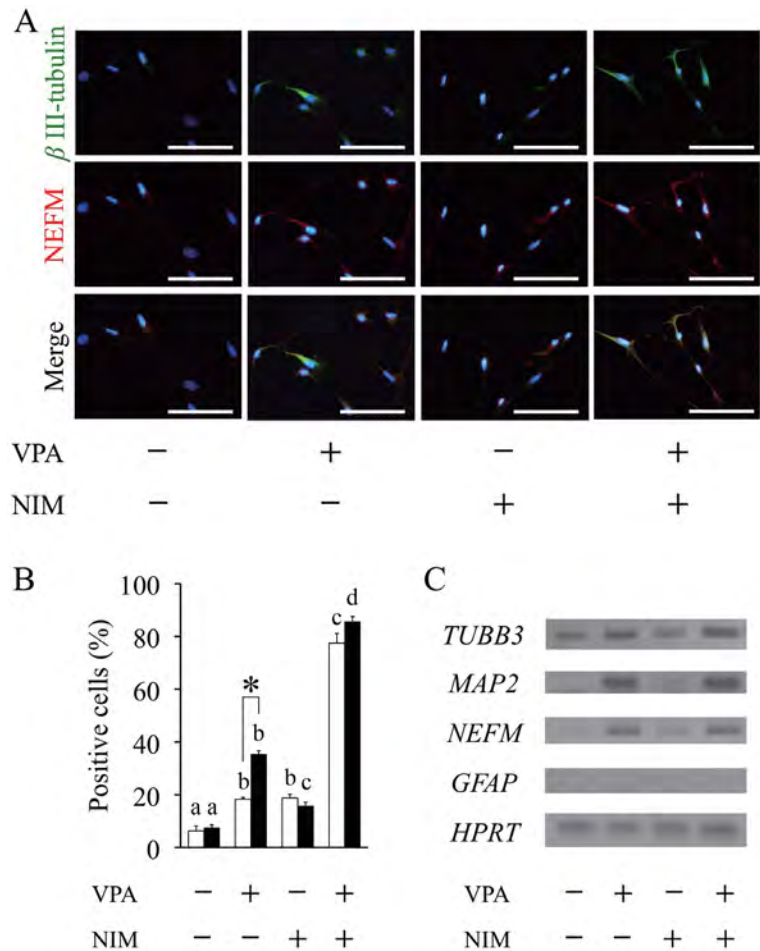 A
β III-tubulin
NEFM
Merge
VPA − + − +
NIM − − + +
B
Positive cells (%)
100
80
60
40
20
0
a a b b b c c d
*
VPA − + − +
NIM − − + +
C
TUBB3
MAP2
NEFM
GFAP
HPRT
VPA − + − +
NIM − − + +